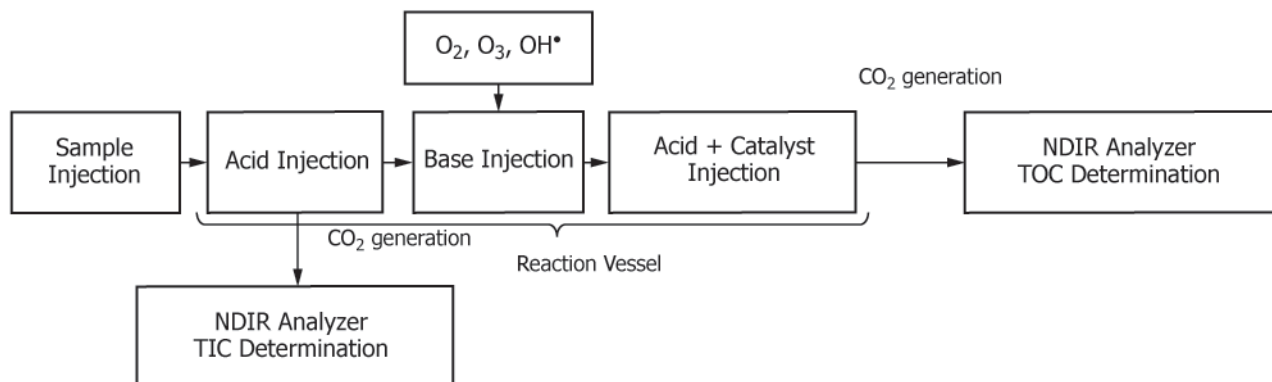 O₂, O₃, OH•
CO₂ generation
Sample
Injection
Acid Injection
Base Injection
Acid + Catalyst
Injection
NDIR Analyzer
TOC Determination
CO₂ generation
Reaction Vessel
NDIR Analyzer
TIC Determination